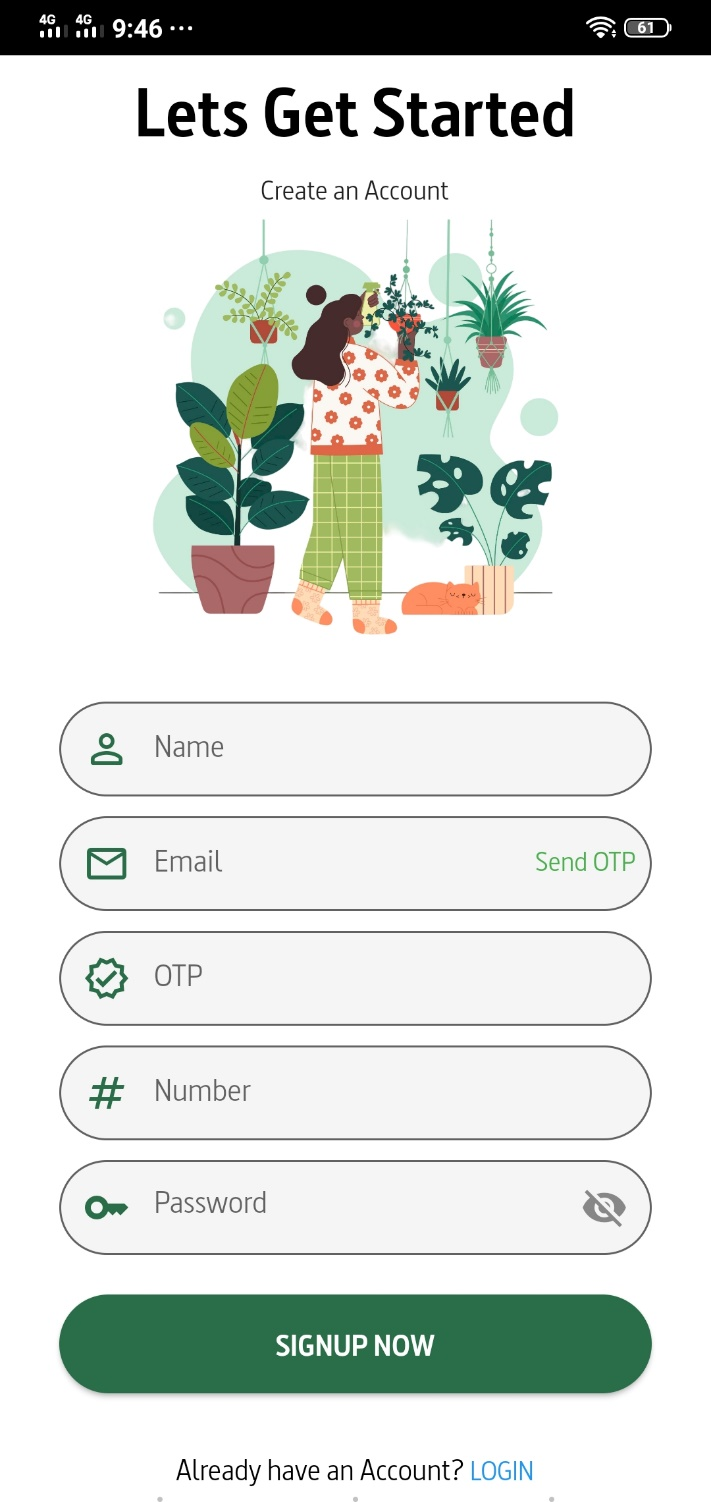 4G 4G 9:46 ... 61
Lets Get Started
Create an Account
Name
Email Send OTP
OTP
# Number
Password
SIGNUP NOW
Already have an Account? LOGIN